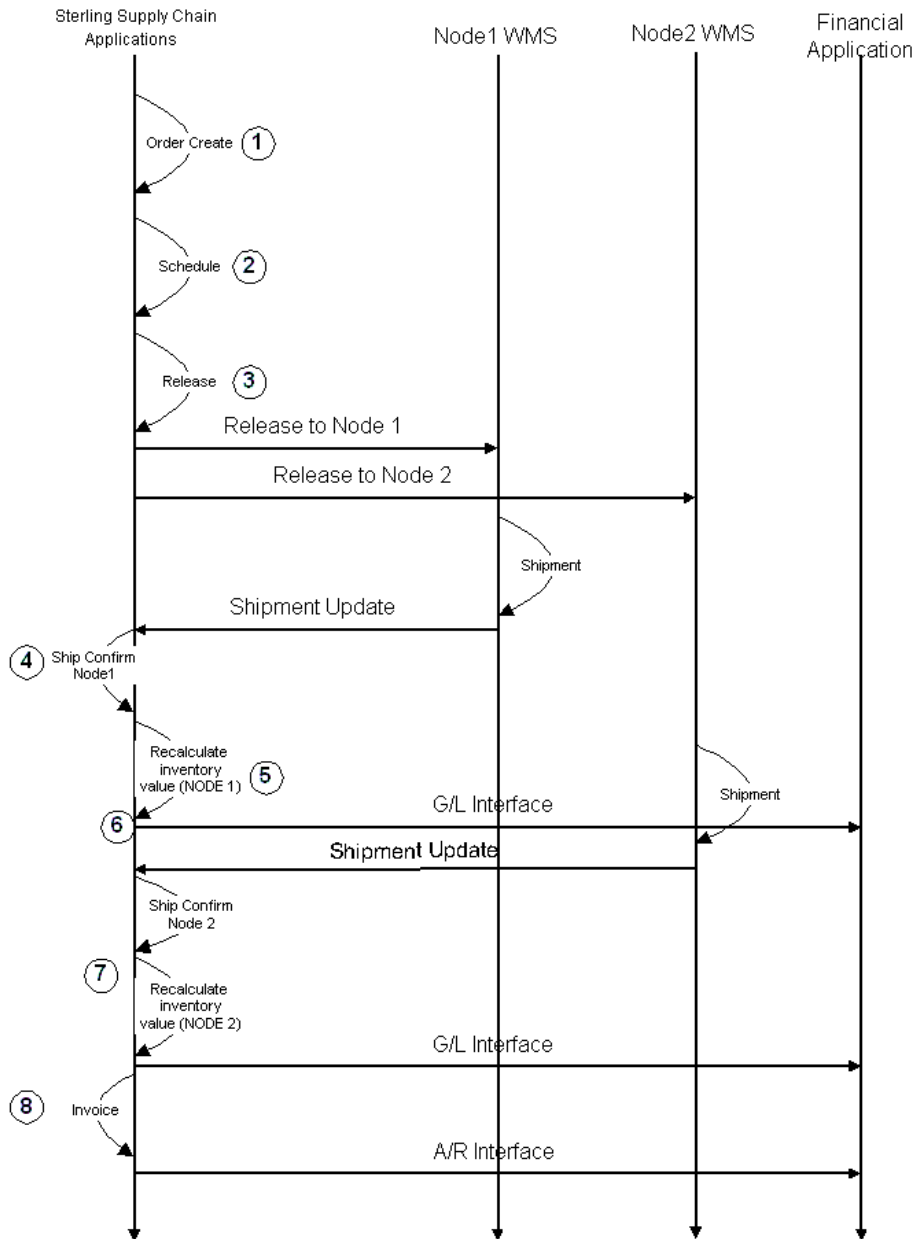 Sterling Supply Chain
Applications
Node1 WMS
Node2 WMS
Financial
Application
Order Create
1
Schedule
2
Release
3
Release to Node 1
Release to Node 2
Shipment
Shipment Update
4
Ship Confirm
Node1
Recalculate
inventory
value (NODE 1)
5
Shipment
6
G/L Interface
Shipment Update
Ship Confirm
Node 2
7
Recalculate
inventory
value (NODE 2)
G/L Interface
8
Invoice
A/R Interface